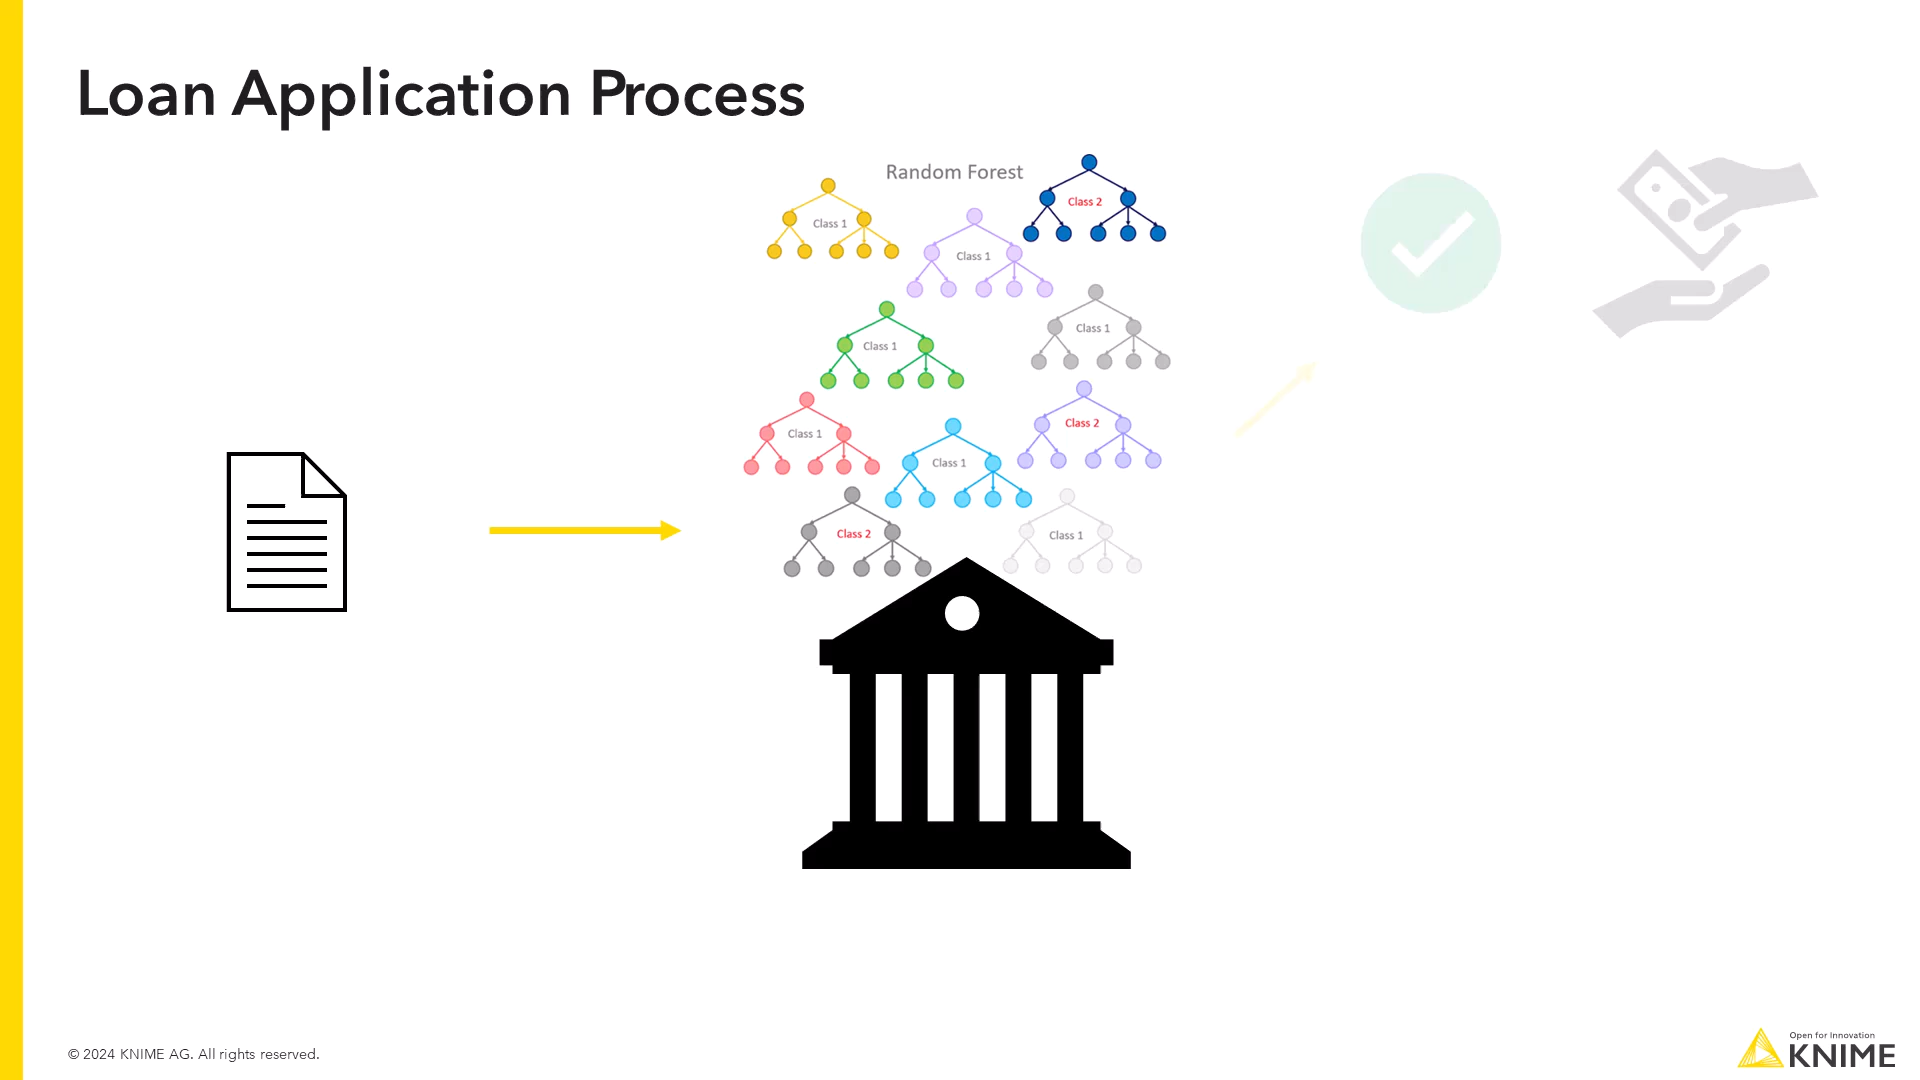 Loan Application Process
Random Forest
Class 2
Class 1
Class 1
Class 1
Class 1
Class 2
Class 1
Class 1
Class 2
Class 1
© 2024 KNIME AG. All rights reserved.
Open for Innovation
KNIME